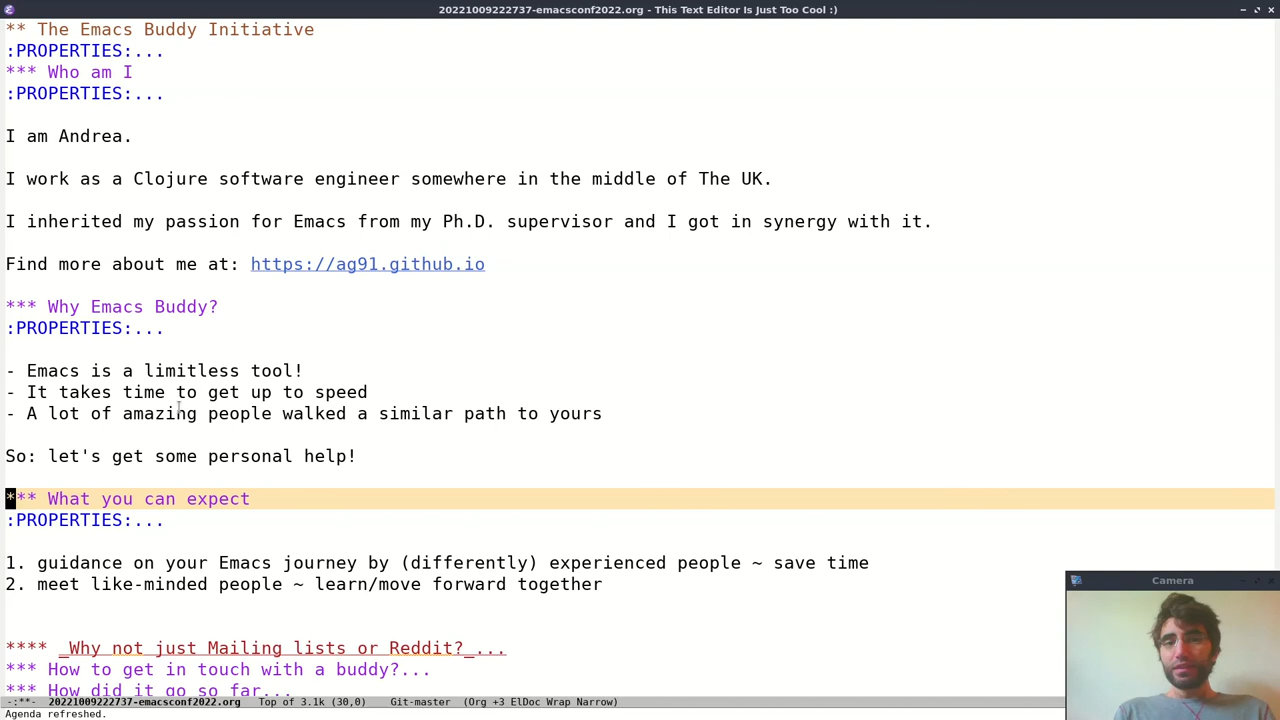 20221009222737-emacsconf2022.org - This Text Editor Is Just Too Cool :)
** The Emacs Buddy Initiative
:PROPERTIES:...
*** Who am I
:PROPERTIES:...
I am Andrea.
I work as a Clojure software engineer somewhere in the middle of The UK.
I inherited my passion for Emacs from my Ph.D. supervisor and I got in synergy with it.
Find more about me at: https://ag91.github.io
*** Why Emacs Buddy?
:PROPERTIES:...
- Emacs is a limitless tool!
- It takes time to get up to speed
- A lot of amazing people walked a similar path to yours
So: let's get some personal help!
*** What you can expect
:PROPERTIES:...
1. guidance on your Emacs journey by (differently) experienced people ~ save time
2. meet like-minded people ~ learn/move forward together
**** _Why not just Mailing lists or Reddit?_...
*** How to get in touch with a buddy?...
*** How did it go so far...
-:**- 20221009222737-emacsconf2022.org Top of 3.1k (30,0) Git-master (Org +3 ElDoc Wrap Narrow)
Agenda refreshed.
Camera